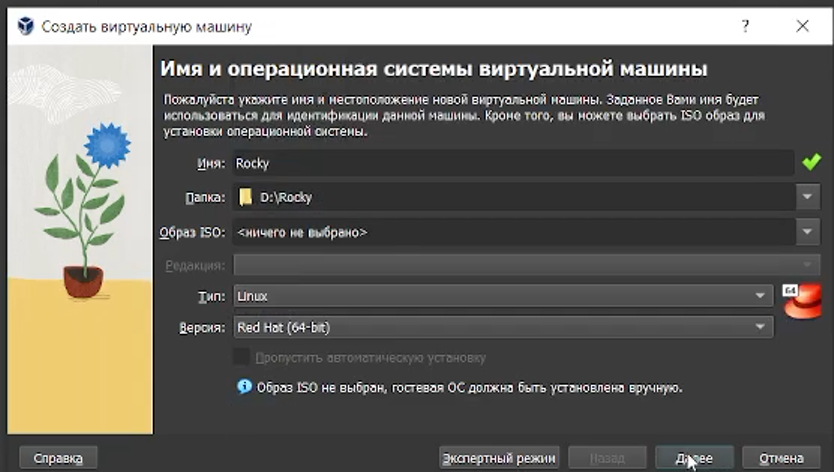 Создать виртуальную машину
?
Имя и операционная системы виртуальной машины
Пожалуйста укажите имя и местоположение новой виртуальной машины. Заданное Вами имя будет
использоваться для идентификации данной машины. Кроме того, вы можете выбрать ISO образ для
установки операционной системы.
Имя: Rocky
Папка: D:\Rocky
Образ ISO: <ничего не выбрано>
Редакция:
Тип: Linux
64
Версия: Red Hat (64-bit)
Пропустить автоматическую установку
Образ ISO не выбран, гостевая ОС должна быть установлена вручную.
Справка Экспертный режим Назад Далее Отмена